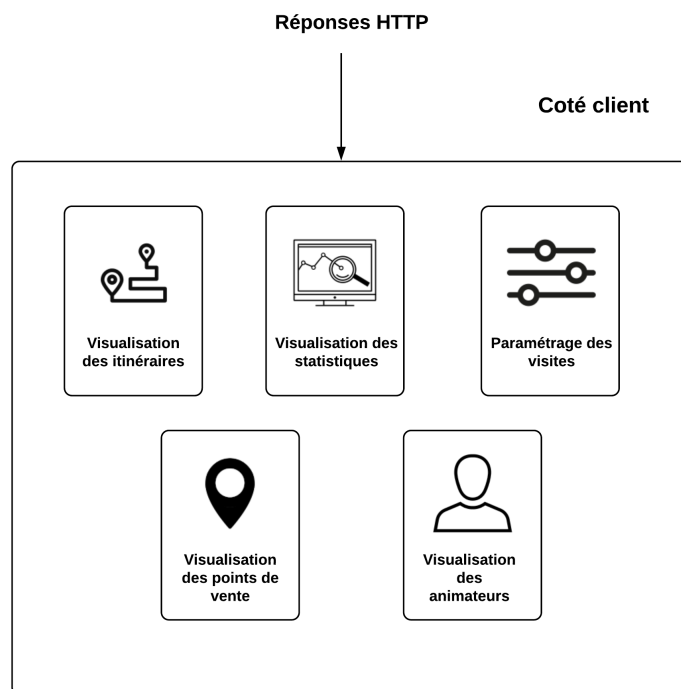 Réponses HTTP
Coté client
Visualisation
des itinéraires
Visualisation des
statistiques
Paramétrage des
visites
Visualisation
des points de
vente
Visualisation
des
animateurs